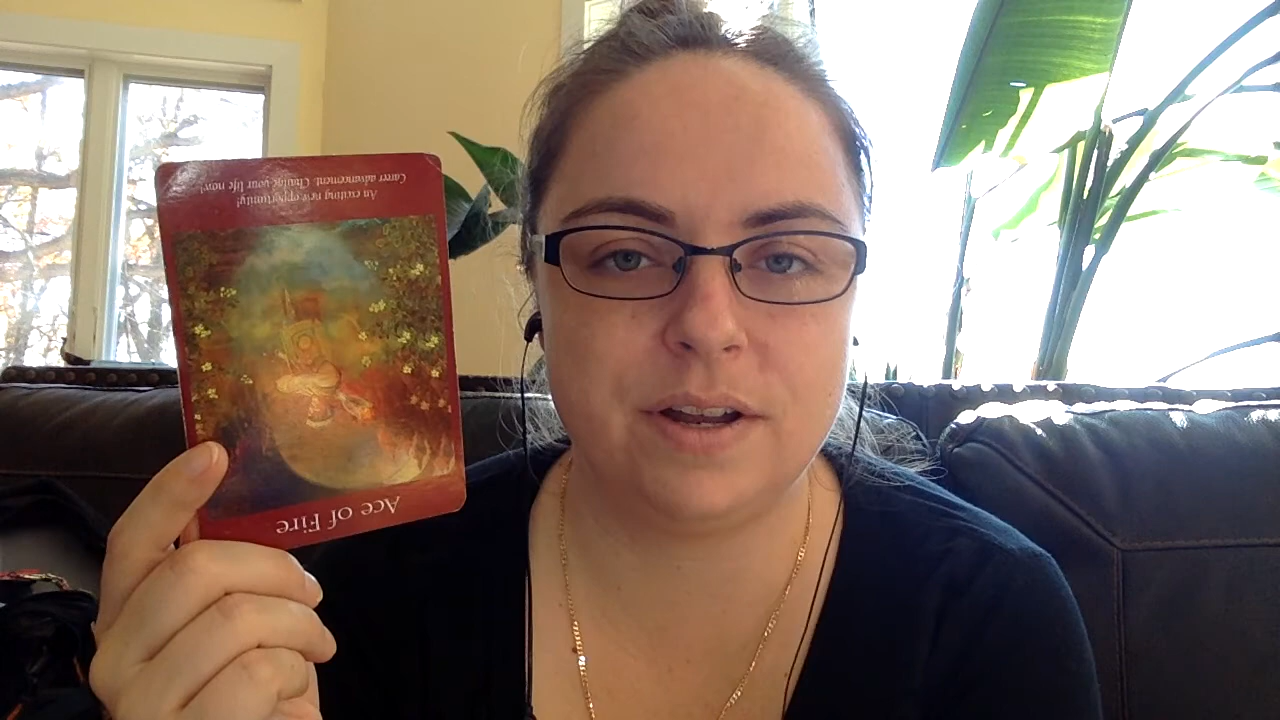 Ace of Fire
An exciting new opportunity!
Career advancement. Change your life now!